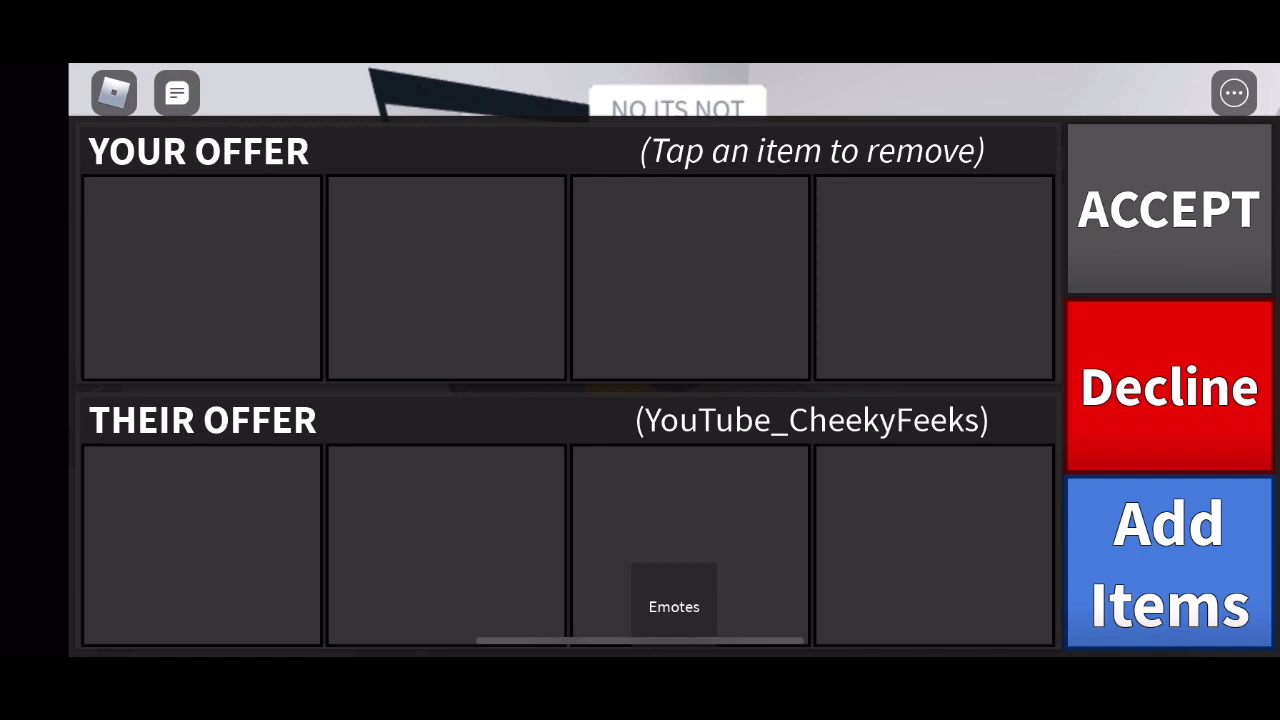 NO ITS NOT
YOUR OFFER
(Tap an item to remove)
ACCEPT
Decline
THEIR OFFER
(YouTube_CheekyFeeks)
Add
Items
Emotes